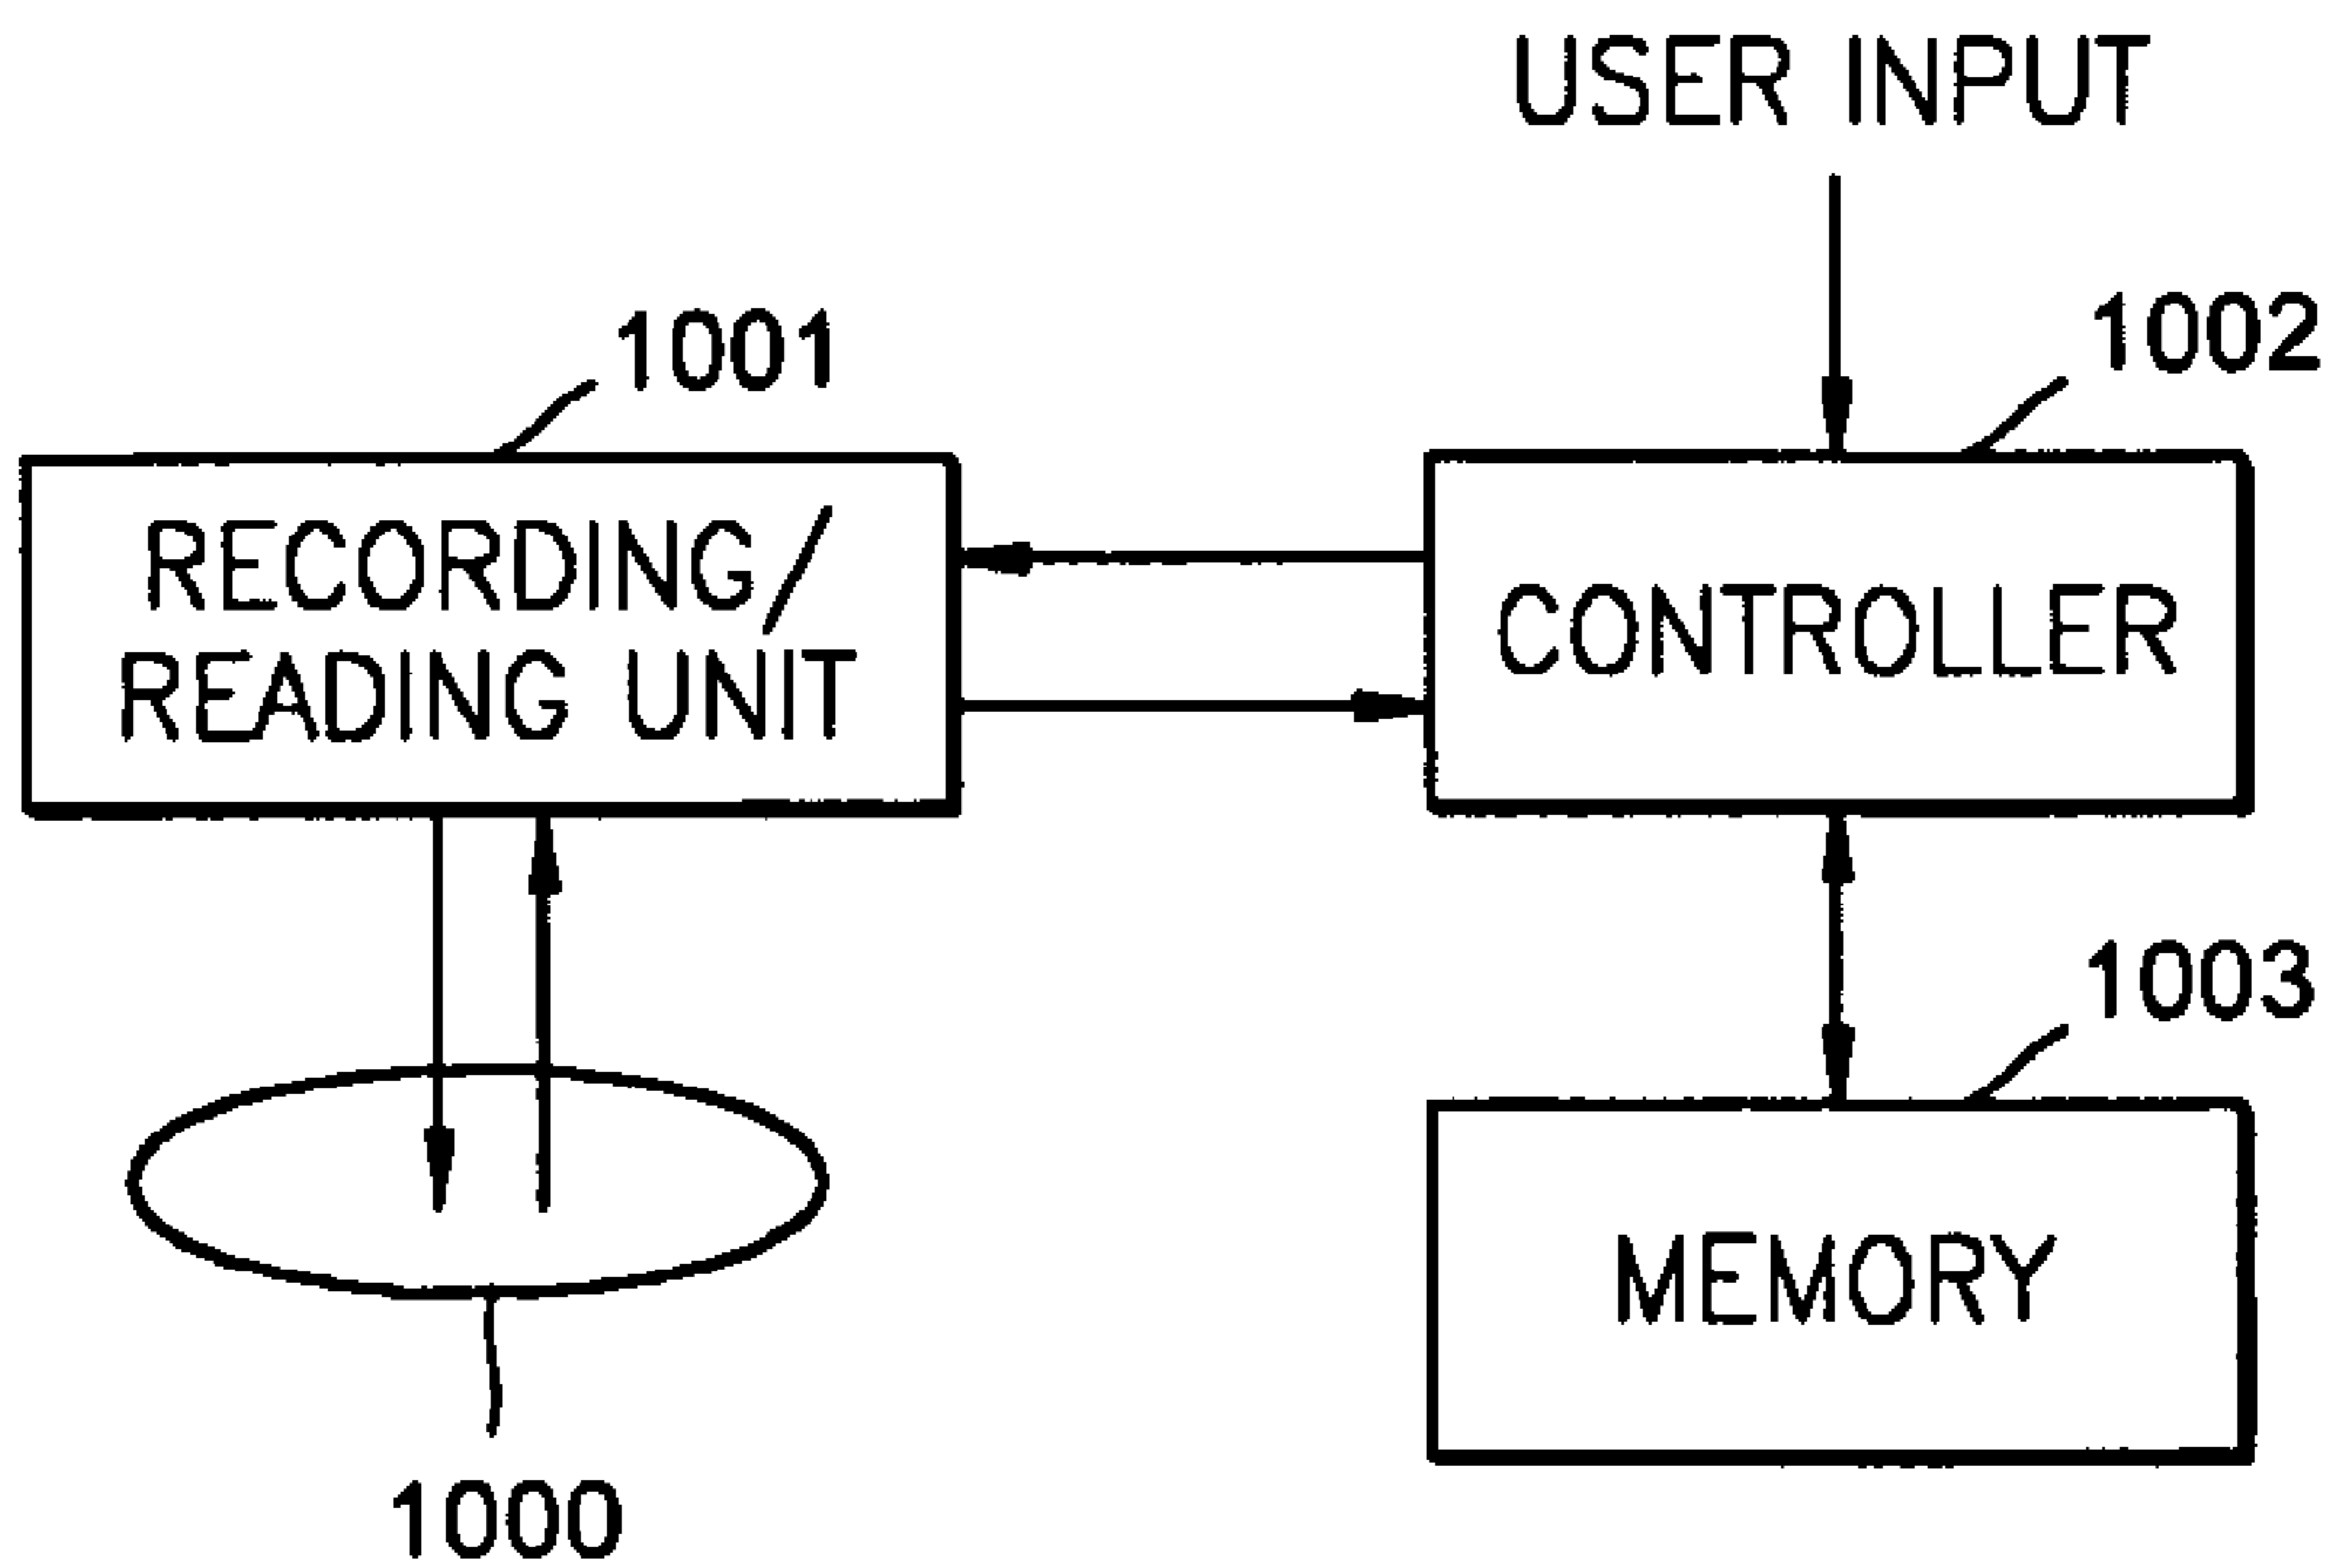 USER INPUT
1001
1002
RECORDING/
READING UNIT
CONTROLLER
1003
MEMORY
1000